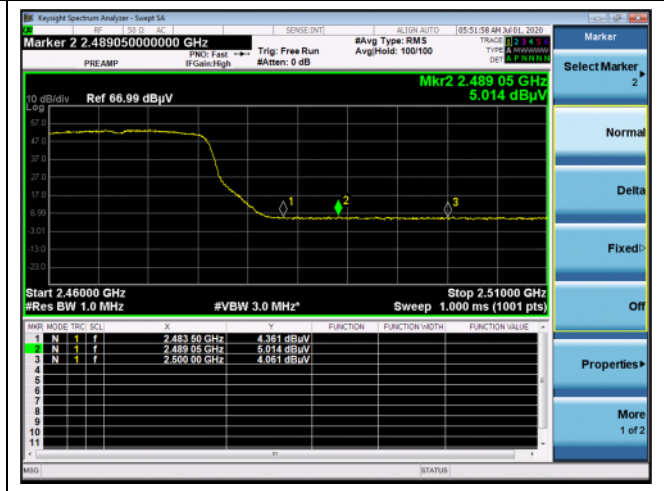 Keysight Spectrum Analyzer - Swept SA
RF 50 Ω AC SENSE:INT ALIGN AUTO 05:51:58 AM Jul 01, 2020
Marker 2 2.489050000000 GHz
PREAMP
PNO: Fast
IFGain:High
Trig: Free Run
#Atten: 0 dB
#Avg Type: RMS
Avg|Hold: 100/100
TRACE 1 2 3 4 5 6
TYPE A WWWWW
DET A P N N N N
Mkr2 2.489 05 GHz
5.014 dBµV
10 dB/div Ref 66.99 dBµV
Log
57.0
47.0
37.0
27.0
17.0
6.99
-3.01
-13.0
-23.0
1
2
3
Start 2.46000 GHz Stop 2.51000 GHz
#Res BW 1.0 MHz #VBW 3.0 MHz* Sweep 1.000 ms (1001 pts)
MKR MODE TRC SCL X Y FUNCTION FUNCTION WIDTH FUNCTION VALUE
1 N 1 f 2.483 50 GHz 4.361 dBµV
2 N 1 f 2.489 05 GHz 5.014 dBµV
3 N 1 f 2.500 00 GHz 4.061 dBµV
4
5
6
7
8
9
10
11
MSG STATUS
Marker
Select Marker
2
Normal
Delta
Fixed
Off
Properties
More
1 of 2